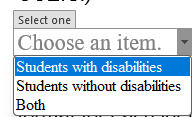 Select one
Choose an item.
Students with disabilities
Students without disabilities
Both